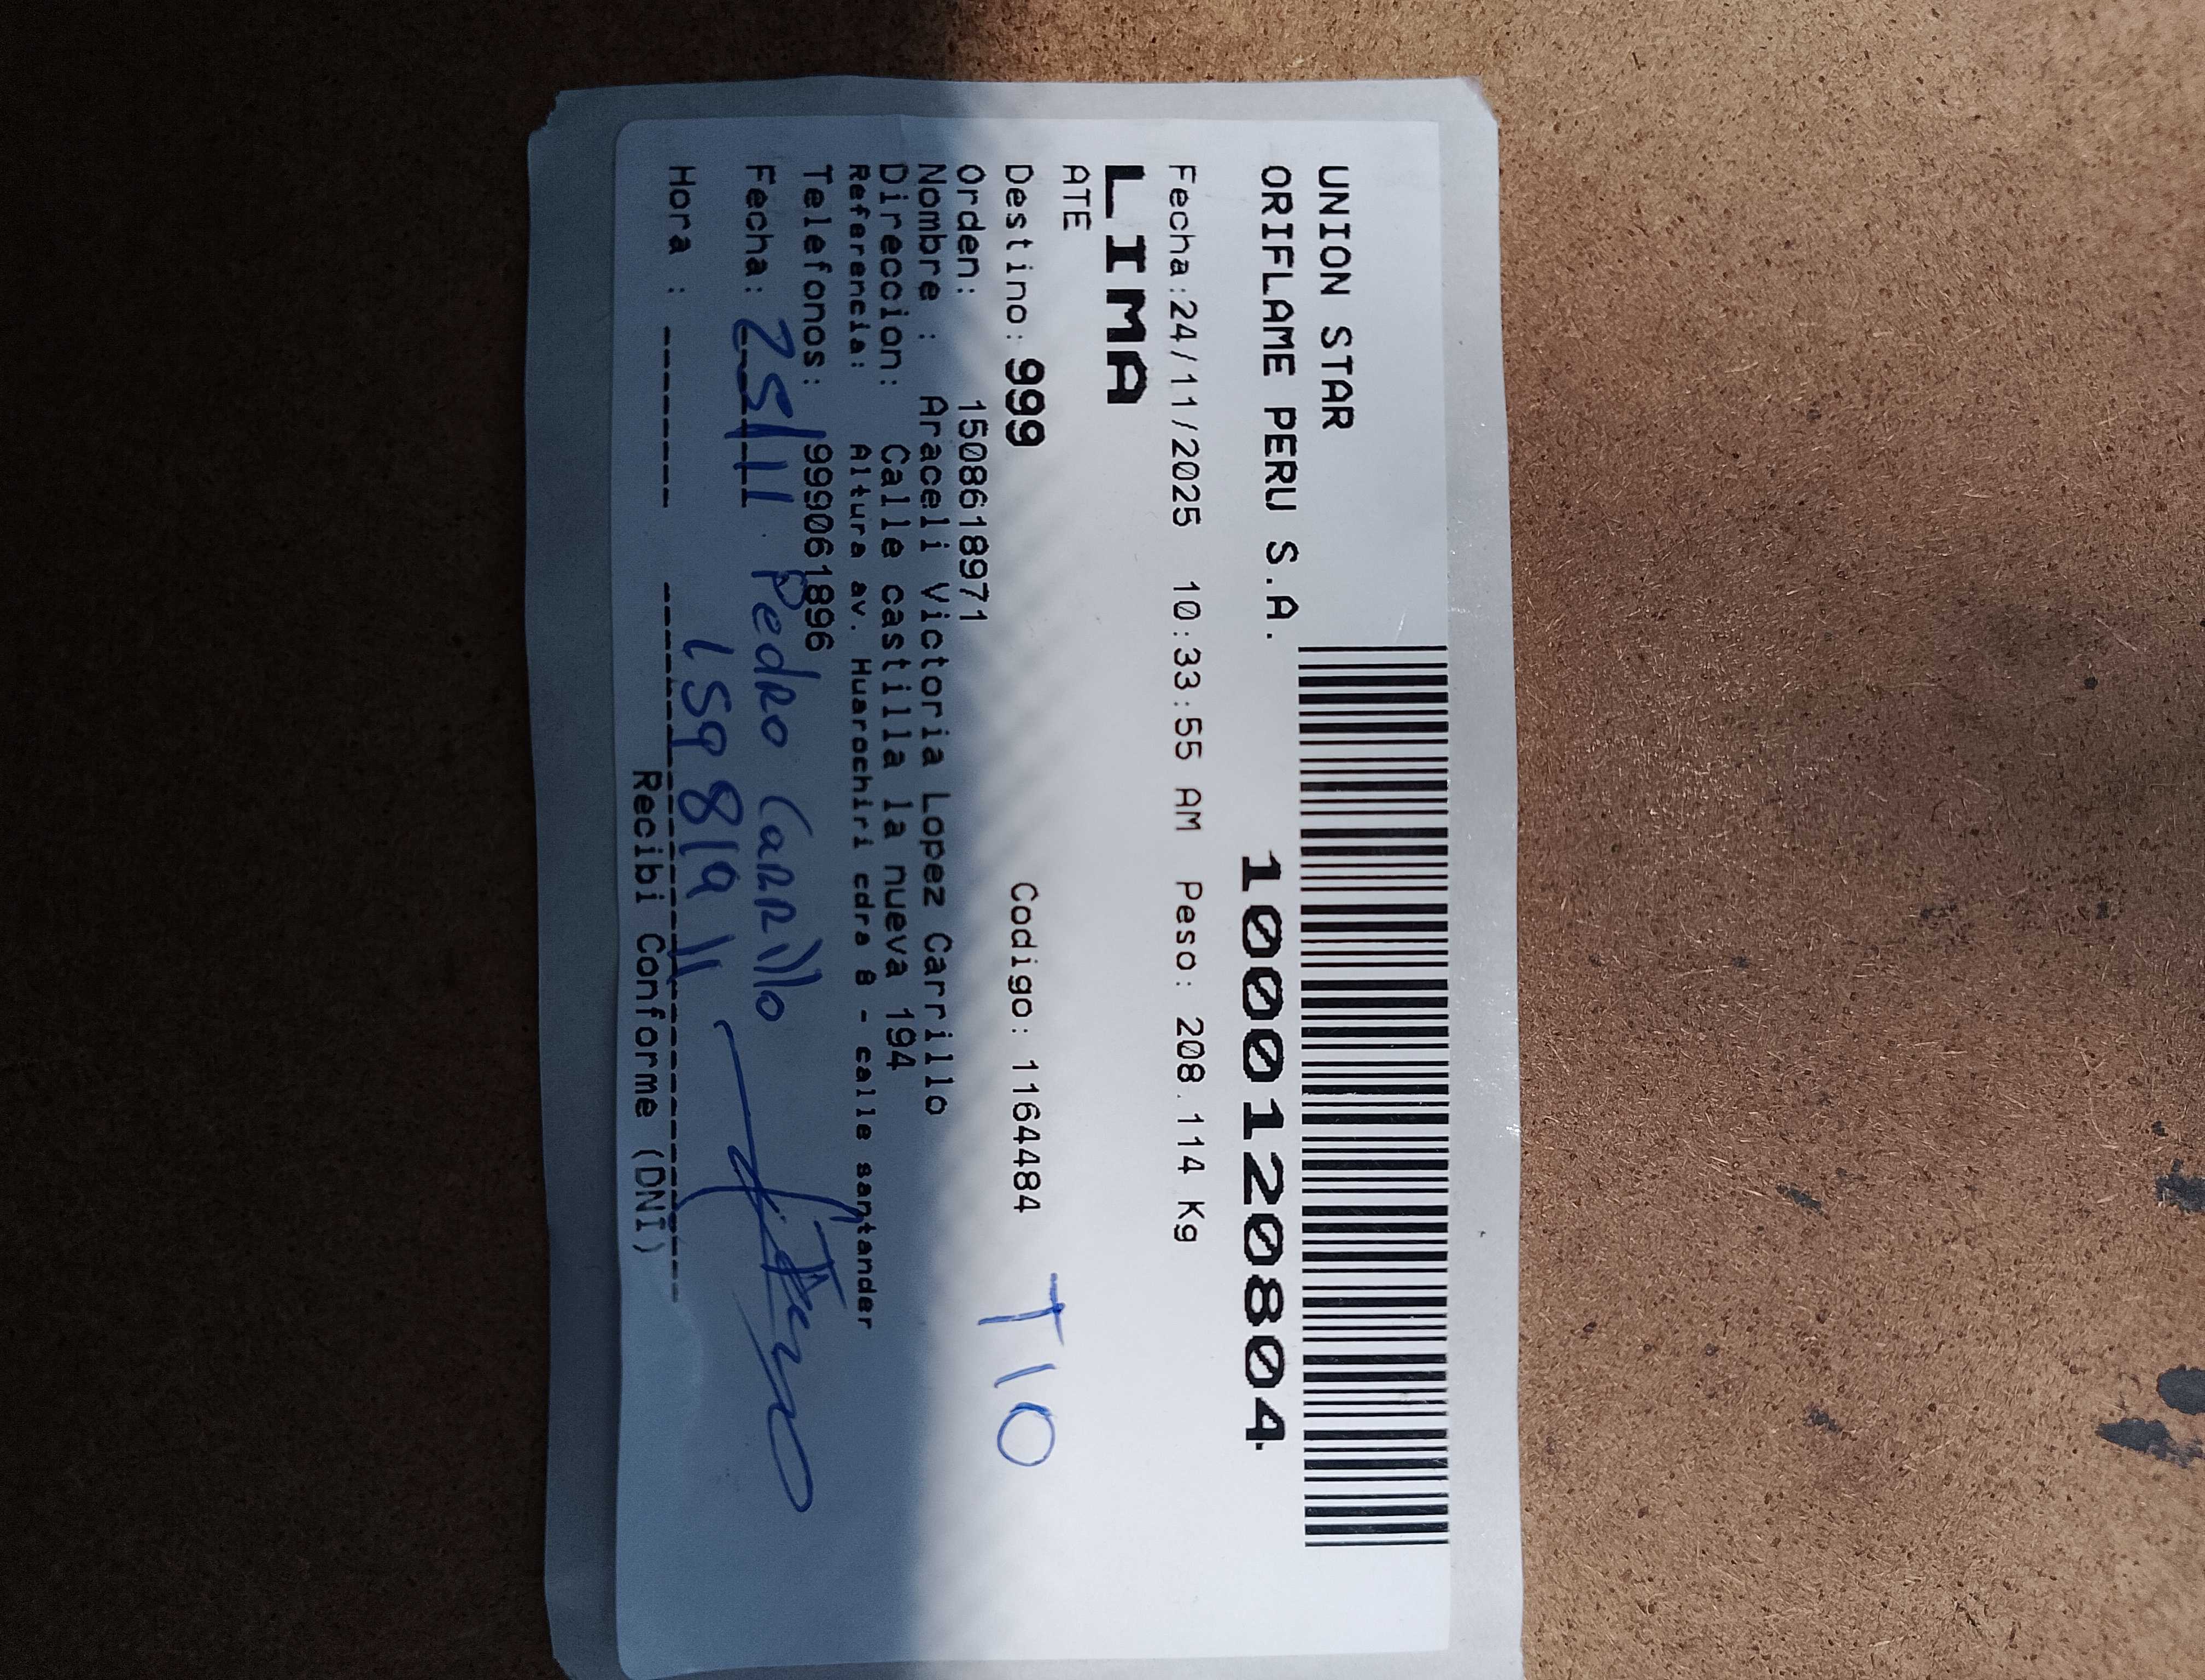 UNION STAR
ORIFLAME PERU S.A.
1000120804
Fecha:24/11/2025 10:33:55 AM Peso: 208.114 Kg
LIMA
ATE
Destino: 999 Codigo: 1164484 TIO
Orden: 1508618971
Nombre : Araceli Victoria Lopez Carrillo
Direccion: Calle castilla la nueva 194
Referencia: Altura av. Huarochiri cdra 8 - calle santander
Telefonos: 999061896
Fecha: 25/11 Pedro Carrillo
Hora :
Recibi Conforme (DNI)